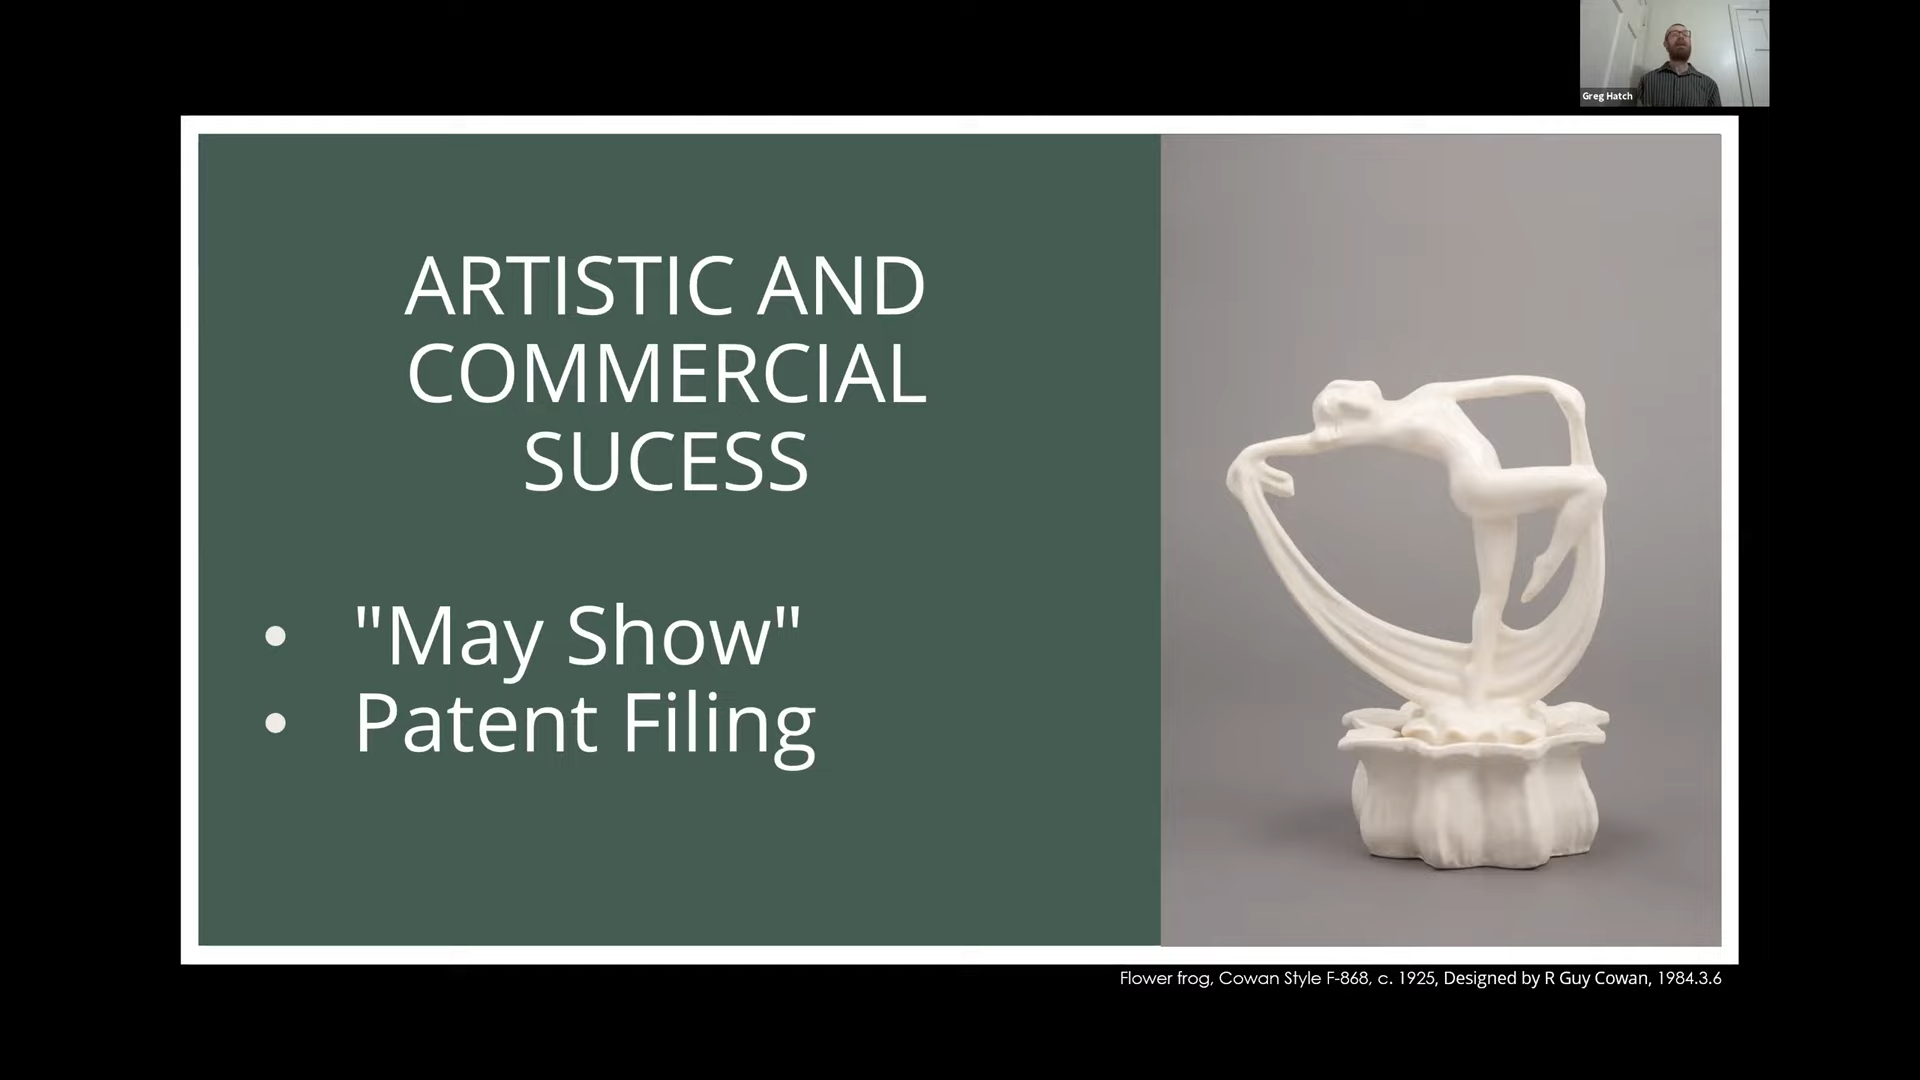 Greg Hatch
ARTISTIC AND
COMMERCIAL
SUCESS
• "May Show"
• Patent Filing
Flower frog, Cowan Style F-868, c. 1925, Designed by R Guy Cowan, 1984.3.6